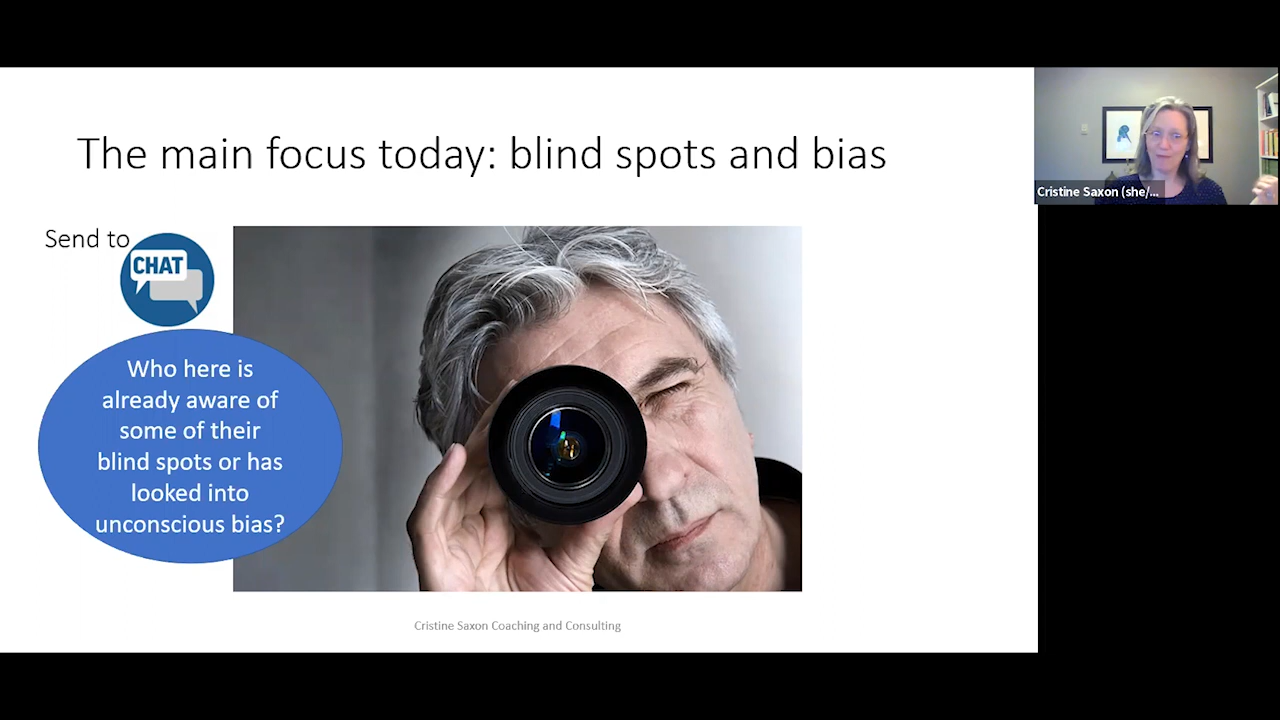 The main focus today: blind spots and bias
Cristine Saxon (she/...
Send to
CHAT
Who here is
already aware of
some of their
blind spots or has
looked into
unconscious bias?
Cristine Saxon Coaching and Consulting